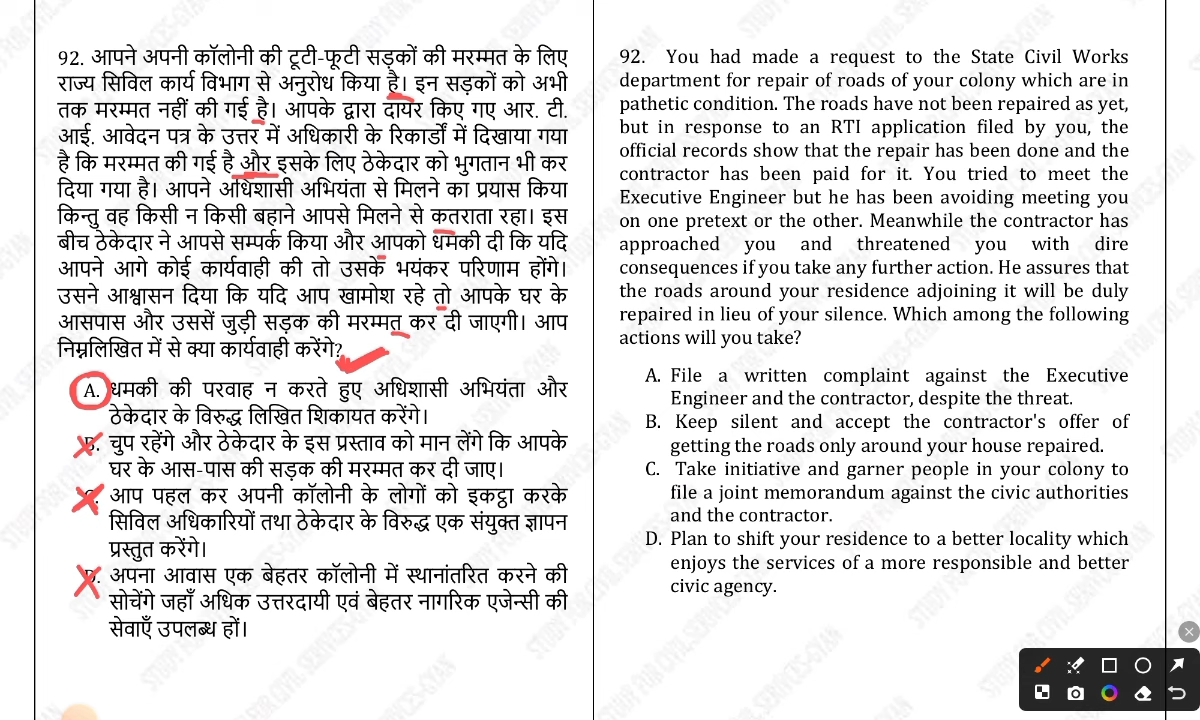 92. आपने अपनी कॉलोनी की टूटी-फूटी सड़कों की मरम्मत के लिए
राज्य सिविल कार्य विभाग से अनुरोध किया है। इन सड़कों को अभी
तक मरम्मत नहीं की गई है। आपके द्वारा दायर किए गए आर. टी.
आई. आवेदन पत्र के उत्तर में अधिकारी के रिकार्डों में दिखाया गया
है कि मरम्मत की गई है और इसके लिए ठेकेदार को भुगतान भी कर
दिया गया है। आपने अधिशासी अभियंता से मिलने का प्रयास किया
किन्तु वह किसी न किसी बहाने आपसे मिलने से कतराता रहा। इस
बीच ठेकेदार ने आपसे सम्पर्क किया और आपको धमकी दी कि यदि
आपने आगे कोई कार्यवाही की तो उसके भयंकर परिणाम होंगे।
उसने आश्वासन दिया कि यदि आप खामोश रहे तो आपके घर के
आसपास और उससें जुड़ी सड़क की मरम्मत कर दी जाएगी। आप
निम्नलिखित में से क्या कार्यवाही करेंगे?
A. धमकी की परवाह न करते हुए अधिशासी अभियंता और
ठेकेदार के विरुद्ध लिखित शिकायत करेंगे।
चुप रहेंगे और ठेकेदार के इस प्रस्ताव को मान लेंगे कि आपके
घर के आस-पास की सड़क की मरम्मत कर दी जाए।
आप पहल कर अपनी कॉलोनी के लोगों को इकट्ठा करके
सिविल अधिकारियों तथा ठेकेदार के विरुद्ध एक संयुक्त ज्ञापन
प्रस्तुत करेंगे।
अपना आवास एक बेहतर कॉलोनी में स्थानांतरित करने की
सोचेंगे जहाँ अधिक उत्तरदायी एवं बेहतर नागरिक एजेन्सी की
सेवाएँ उपलब्ध हों।
92. You had made a request to the State Civil Works
department for repair of roads of your colony which are in
pathetic condition. The roads have not been repaired as yet,
but in response to an RTI application filed by you, the
official records show that the repair has been done and the
contractor has been paid for it. You tried to meet the
Executive Engineer but he has been avoiding meeting you
on one pretext or the other. Meanwhile the contractor has
approached you and threatened you with dire
consequences if you take any further action. He assures that
the roads around your residence adjoining it will be duly
repaired in lieu of your silence. Which among the following
actions will you take?
A. File a written complaint against the Executive
Engineer and the contractor, despite the threat.
B. Keep silent and accept the contractor's offer of
getting the roads only around your house repaired.
C. Take initiative and garner people in your colony to
file a joint memorandum against the civic authorities
and the contractor.
D. Plan to shift your residence to a better locality which
enjoys the services of a more responsible and better
civic agency.